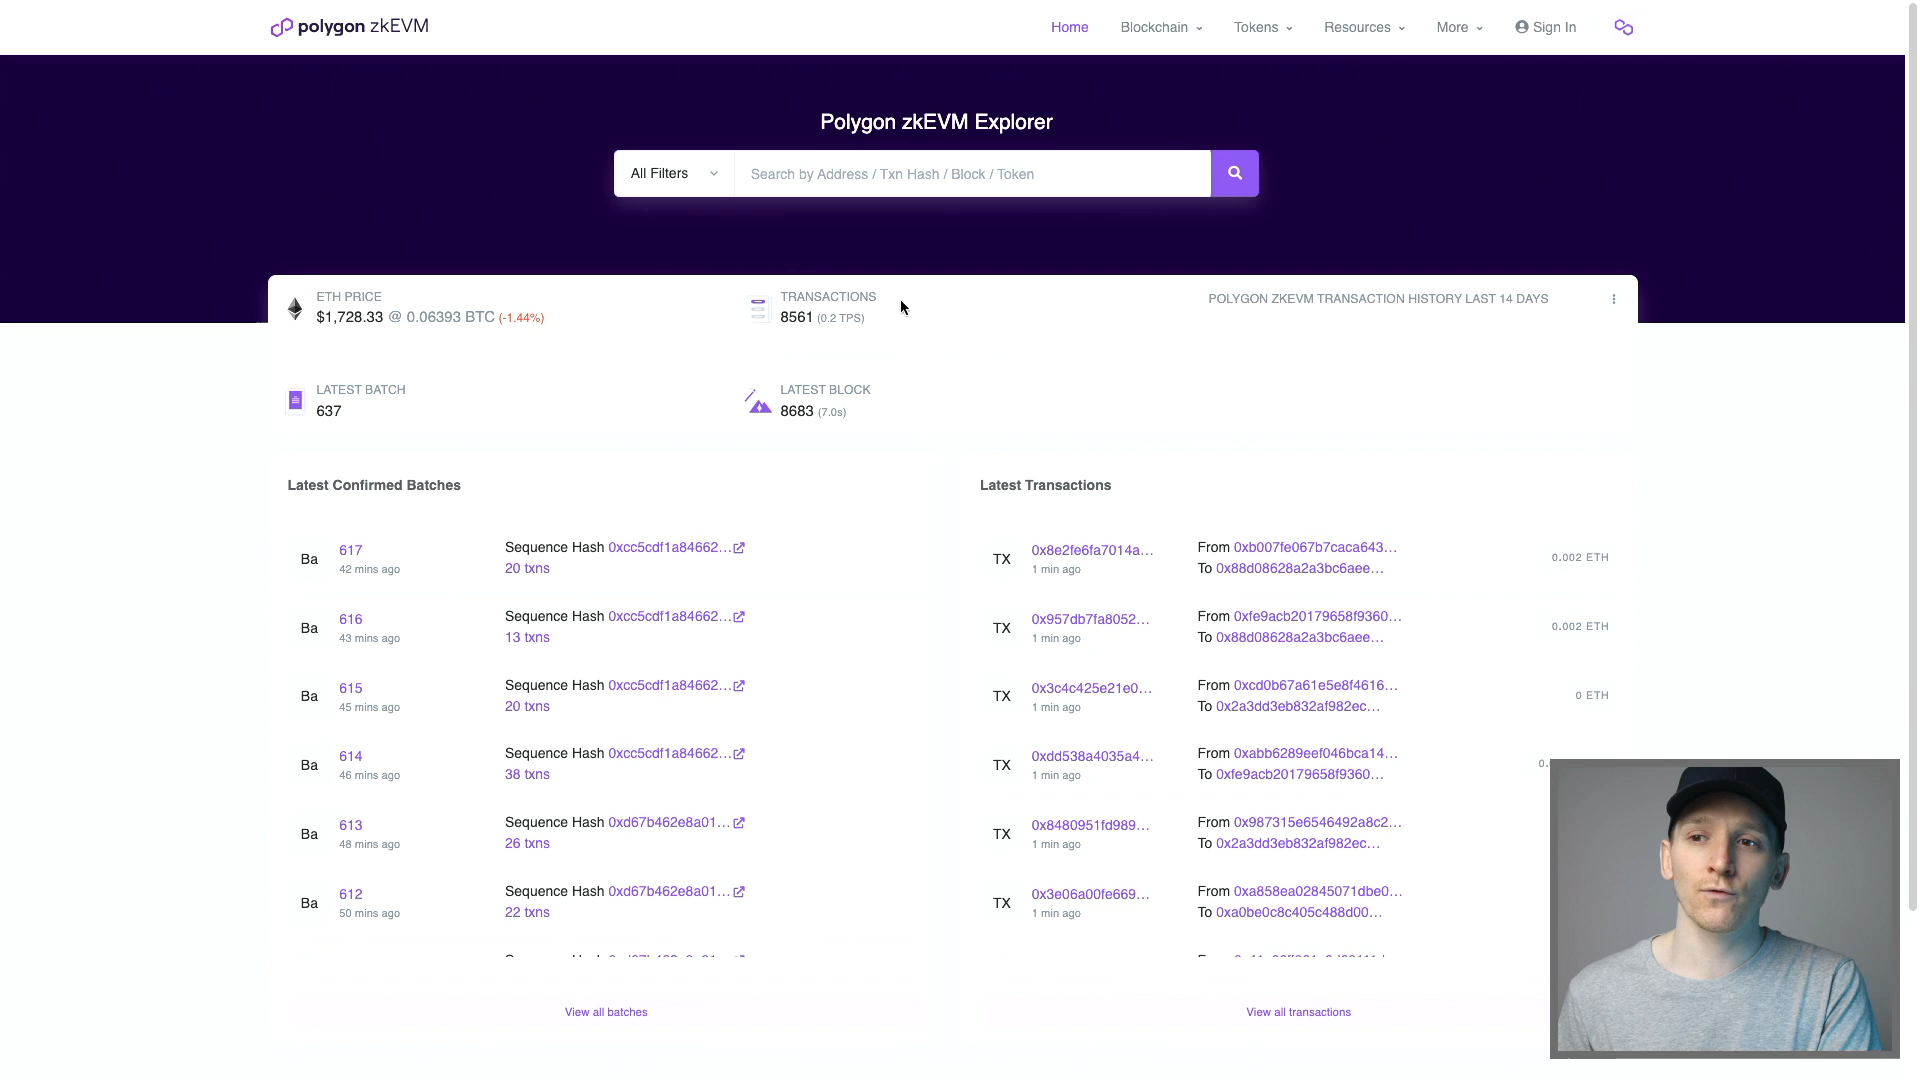 polygon zkEVM
Home Blockchain Tokens Resources More Sign In
Polygon zkEVM Explorer
All Filters Search by Address / Txn Hash / Block / Token
ETH PRICE
$1,728.33 @ 0.06393 BTC (-1.44%)
TRANSACTIONS
8561 (0.2 TPS)
POLYGON ZKEVM TRANSACTION HISTORY LAST 14 DAYS
LATEST BATCH
637
LATEST BLOCK
8683 (7.0s)
Latest Confirmed Batches
Ba 617 Sequence Hash 0xcc5cdf1a84662...
42 mins ago 20 txns
Ba 616 Sequence Hash 0xcc5cdf1a84662...
43 mins ago 13 txns
Ba 615 Sequence Hash 0xcc5cdf1a84662...
45 mins ago 20 txns
Ba 614 Sequence Hash 0xcc5cdf1a84662...
46 mins ago 38 txns
Ba 613 Sequence Hash 0xd67b462e8a01...
48 mins ago 26 txns
Ba 612 Sequence Hash 0xd67b462e8a01...
50 mins ago 22 txns
View all batches
Latest Transactions
TX 0x8e2fe6fa7014a... From 0xb007fe067b7caca643... 0.002 ETH
1 min ago To 0x88d08628a2a3bc6aee...
TX 0x957db7fa8052... From 0xfe9acb20179658f9360... 0.002 ETH
1 min ago To 0x88d08628a2a3bc6aee...
TX 0x3c4c425e21e0... From 0xcd0b67a61e5e8f4616... 0 ETH
1 min ago To 0x2a3dd3eb832af982ec...
TX 0xdd538a4035a4... From 0xabb6289eef046bca14... 0.
1 min ago To 0xfe9acb20179658f9360...
TX 0x8480951fd989... From 0x987315e6546492a8c2...
1 min ago To 0x2a3dd3eb832af982ec...
TX 0x3e06a00fe669... From 0xa858ea02845071dbe0...
1 min ago To 0xa0be0c8c405c488d00...
View all transactions